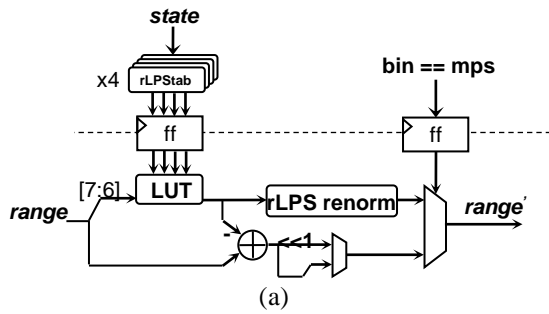 state
x4
rLPStab
bin == mps
ff
ff
[7:6]
LUT
range
rLPS renorm
range'
-
<<1
(a)